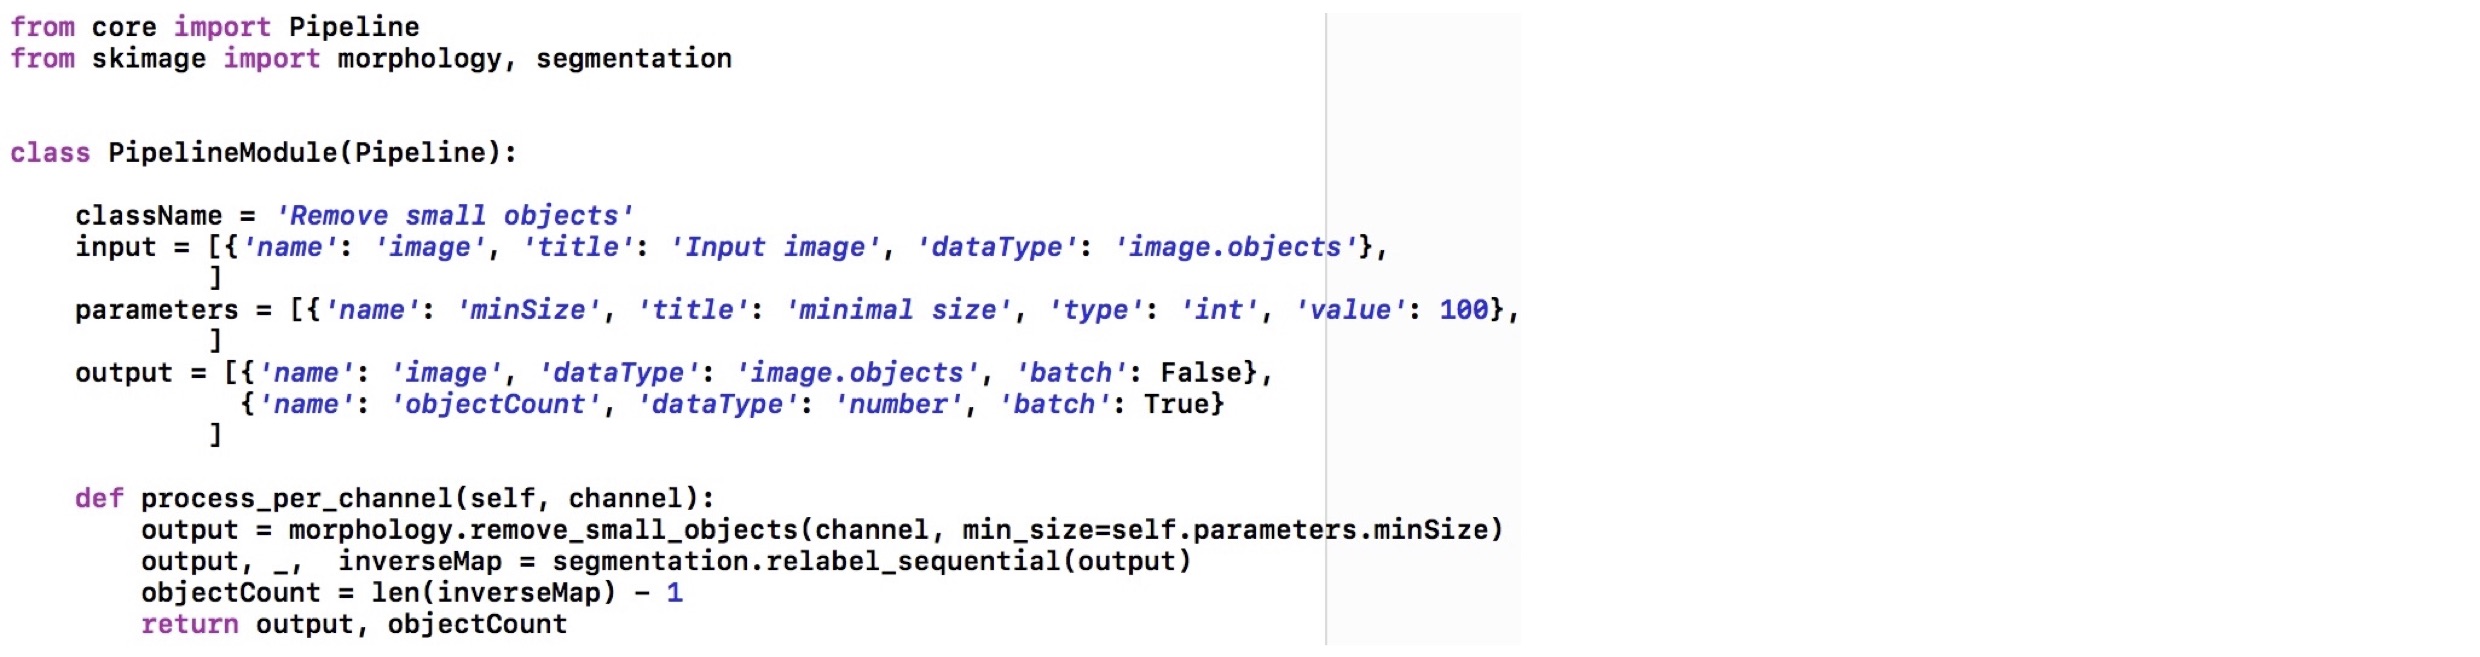 from core import Pipeline
from skimage import morphology, segmentation
class PipelineModule(Pipeline):
className = 'Remove small objects'
input = [{'name': 'image', 'title': 'Input image', 'dataType': 'image.objects'},
]
parameters = [{'name': 'minSize', 'title': 'minimal size', 'type': 'int', 'value': 100},
]
output = [{'name': 'image', 'dataType': 'image.objects', 'batch': False},
{'name': 'objectCount', 'dataType': 'number', 'batch': True}
]
def process_per_channel(self, channel):
output = morphology.remove_small_objects(channel, min_size=self.parameters.minSize)
output, _,  inverseMap = segmentation.relabel_sequential(output)
objectCount = len(inverseMap) - 1
return output, objectCount